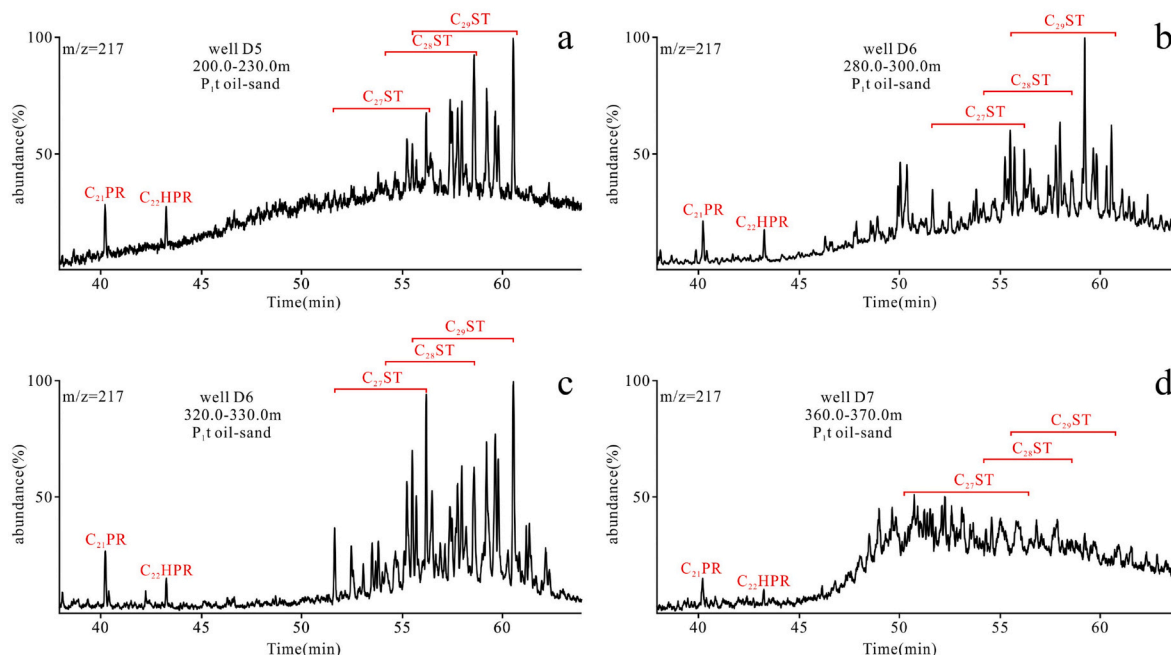 a
m/z=217
well D5
200.0-230.0m
P₁t oil-sand
C₂₉ST
C₂₈ST
C₂₇ST
C₂₁PR
C₂₂HPR
100
50
abundance(%)
40 45 50 55 60
Time(min)
b
m/z=217
well D6
280.0-300.0m
P₁t oil-sand
C₂₉ST
C₂₈ST
C₂₇ST
C₂₁PR
C₂₂HPR
100
50
abundance(%)
40 45 50 55 60
Time(min)
c
m/z=217
well D6
320.0-330.0m
P₁t oil-sand
C₂₉ST
C₂₈ST
C₂₇ST
C₂₁PR
C₂₂HPR
100
50
abundance(%)
40 45 50 55 60
Time(min)
d
m/z=217
well D7
360.0-370.0m
P₁t oil-sand
C₂₉ST
C₂₈ST
C₂₇ST
C₂₁PR
C₂₂HPR
100
50
abundance(%)
40 45 50 55 60
Time(min)